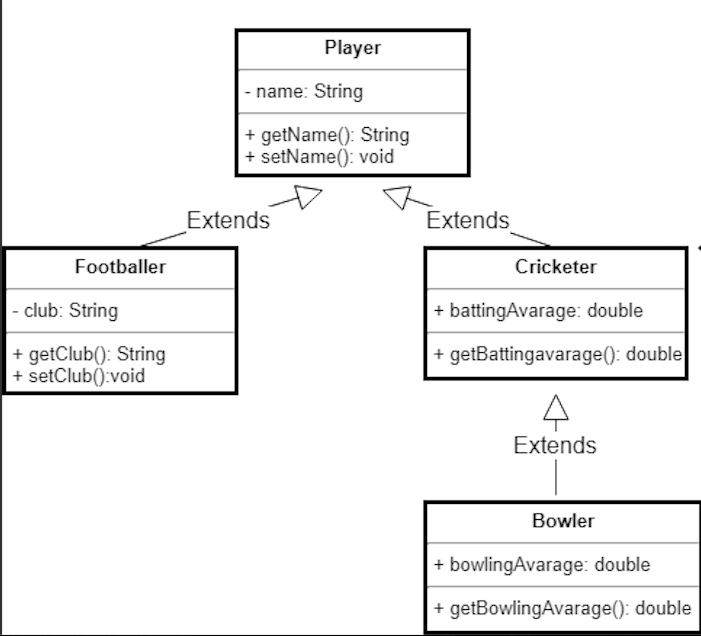 Player
- name: String
+ getName(): String
+ setName(): void
Extends
Extends
Footballer
- club: String
+ getClub(): String
+ setClub():void
Cricketer
+ battingAvarage: double
+ getBattingavarage(): double
Extends
Bowler
+ bowlingAvarage: double
+ getBowlingAvarage(): double